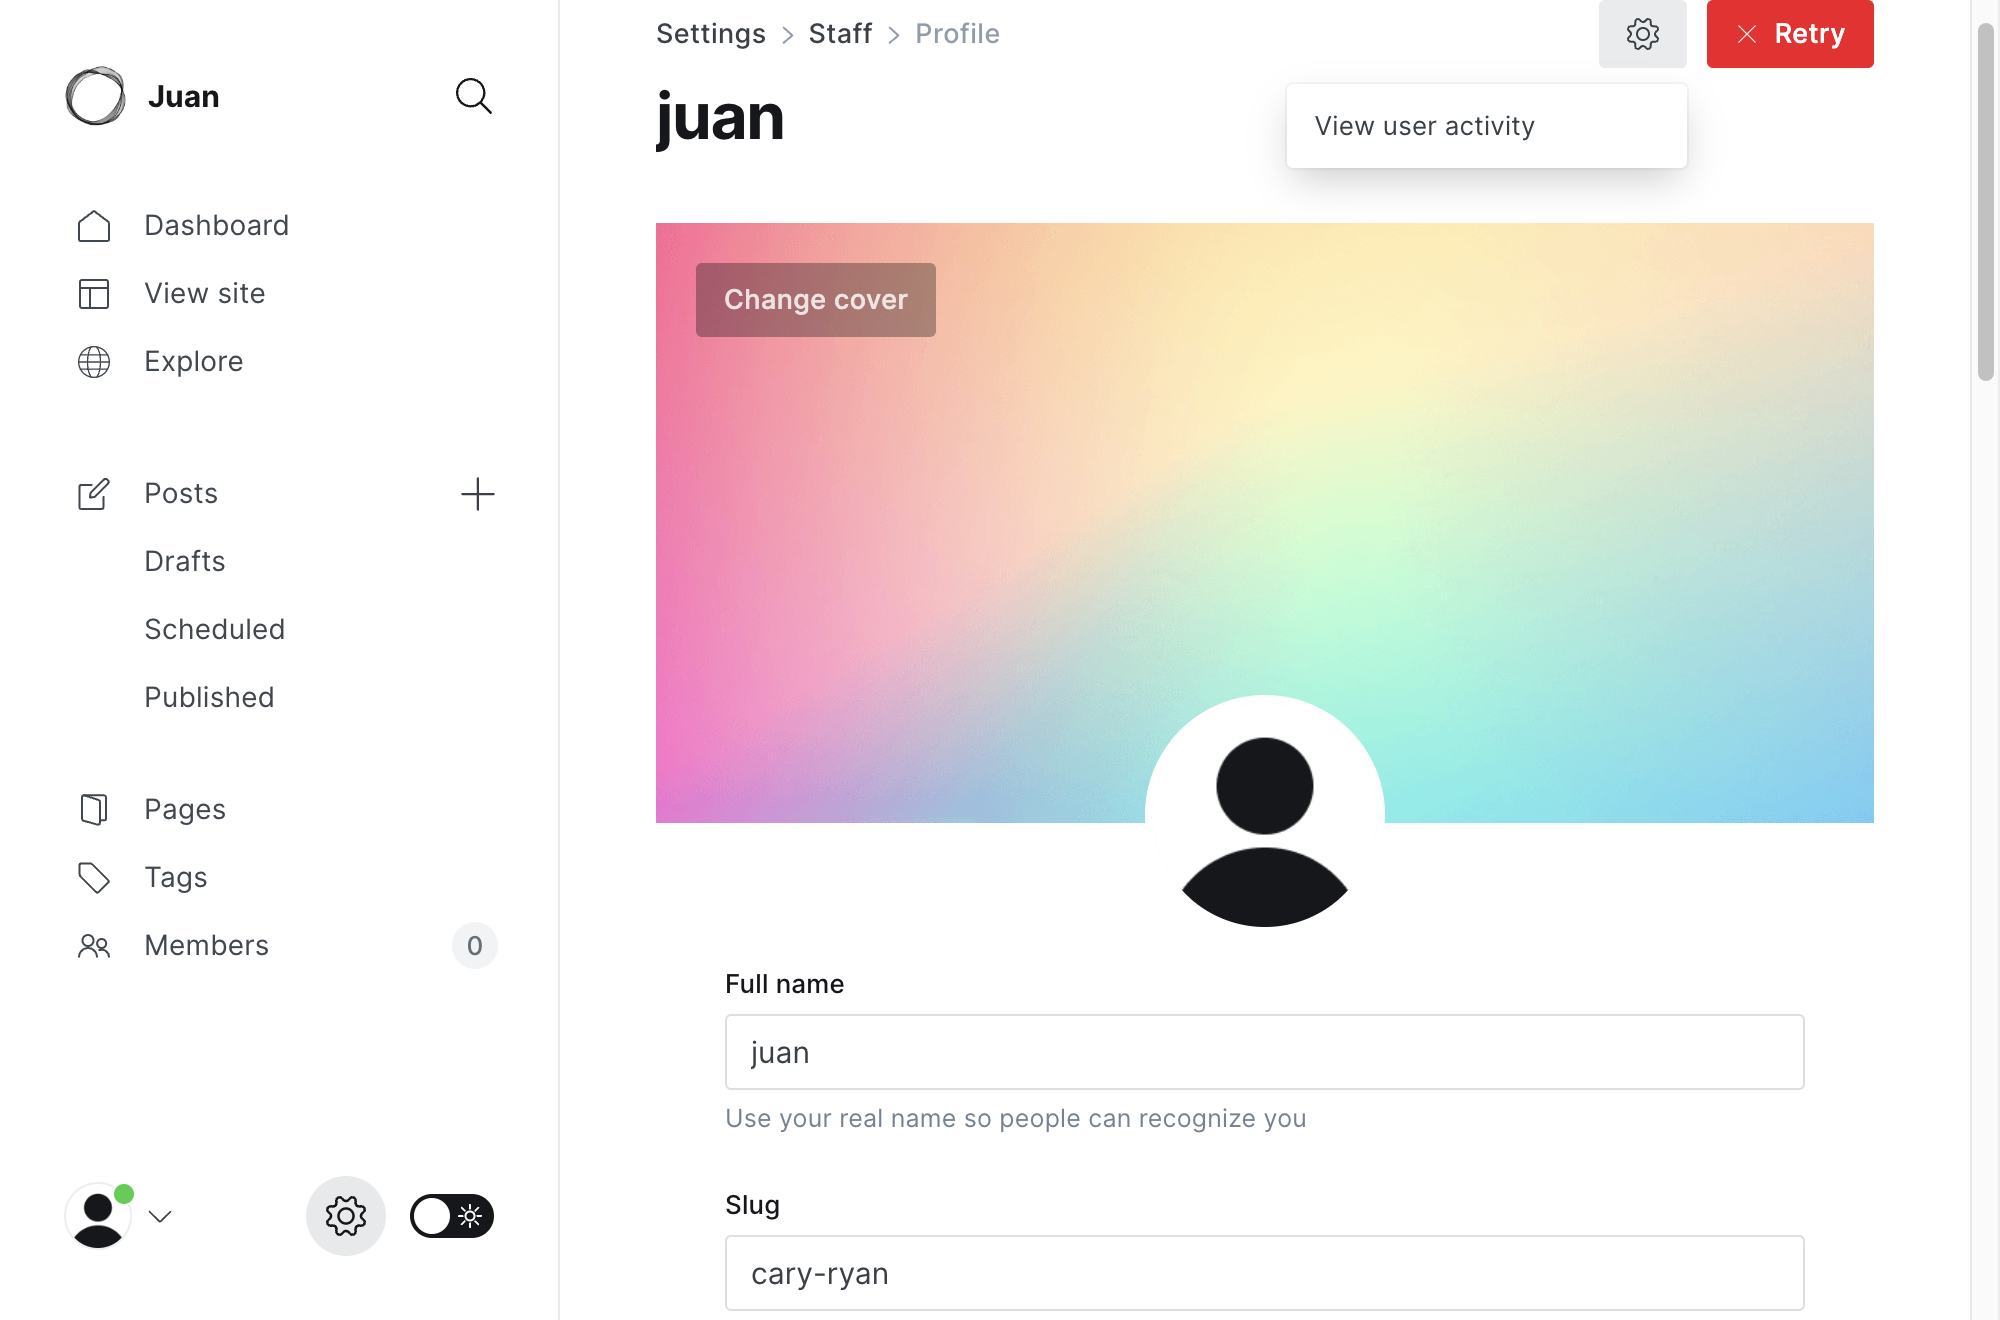 Juan
Dashboard
View site
Explore
Posts
Drafts
Scheduled
Published
Pages
Tags
Members
0
Settings > Staff > Profile
Retry
juan
View user activity
Change cover
Full name
juan
Use your real name so people can recognize you
Slug
cary-ryan